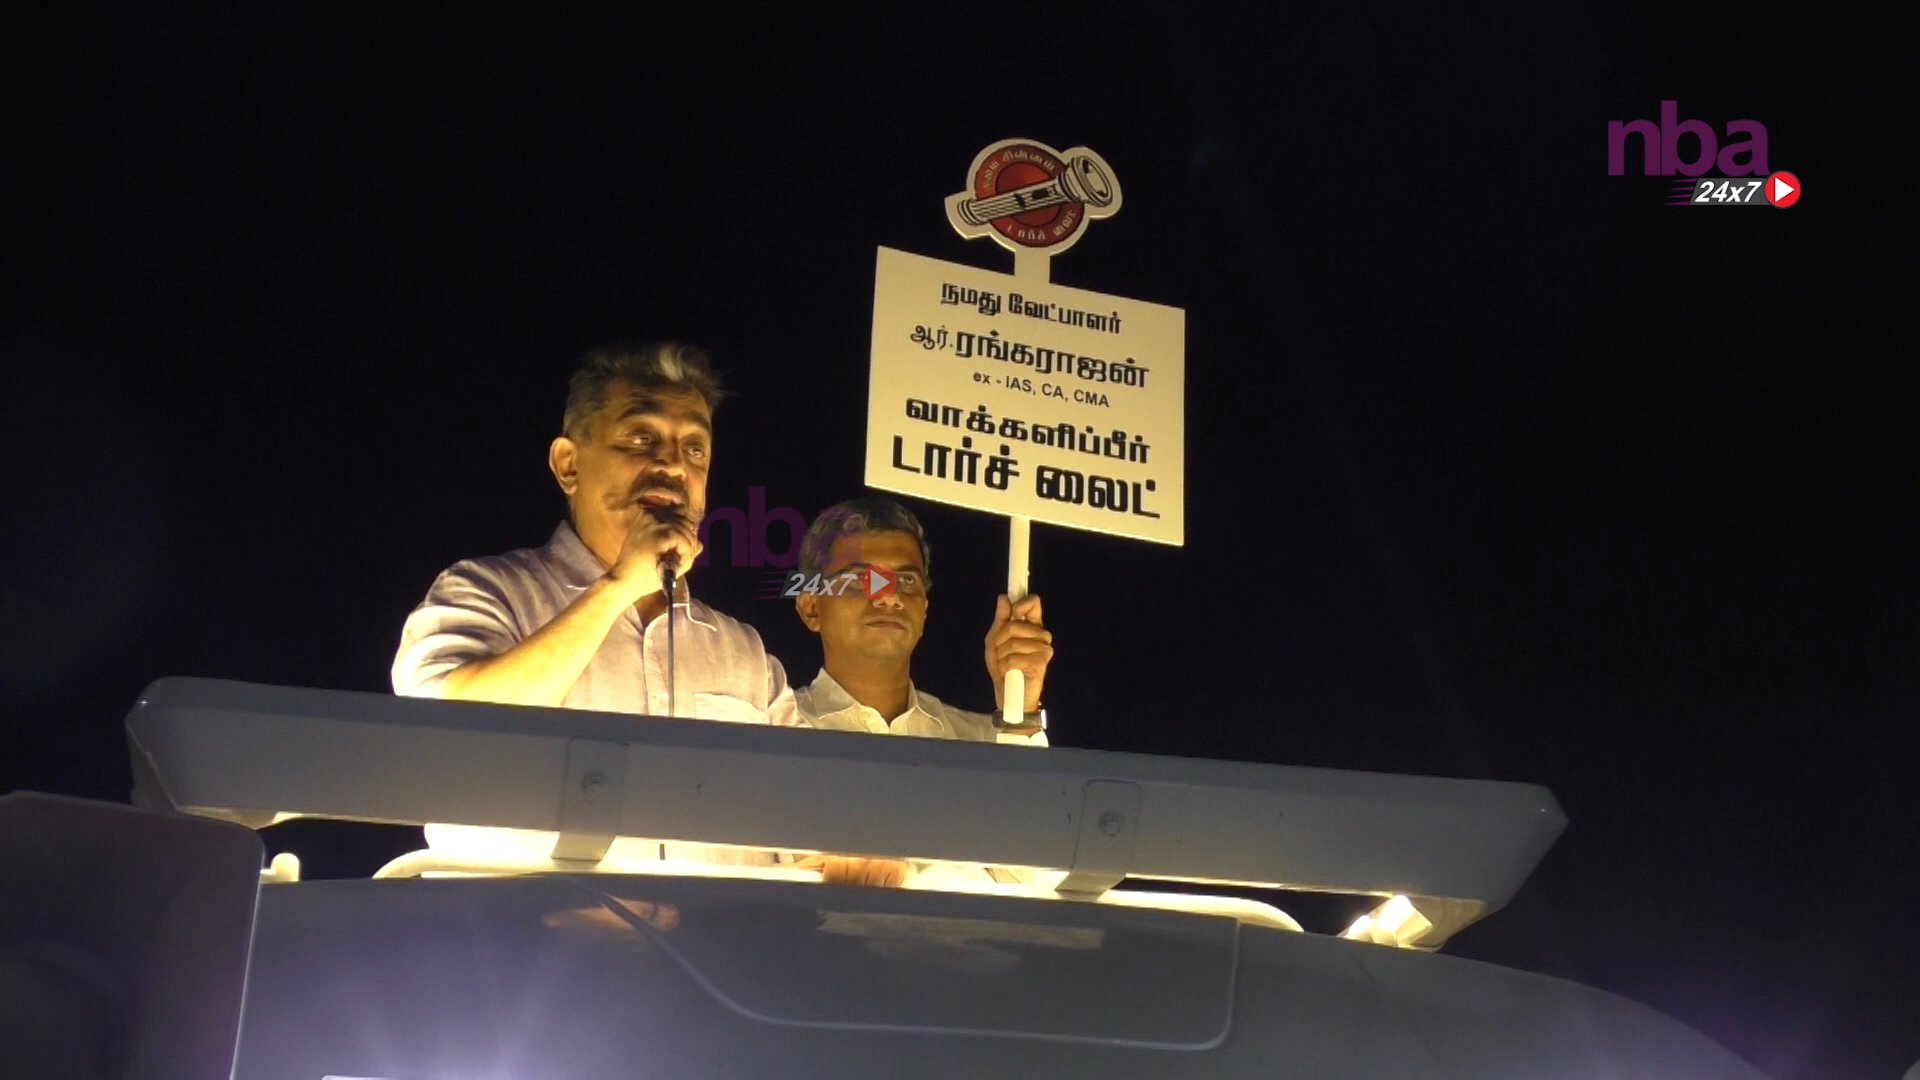 nba
24x7
டார்ச் லைட்
நமது வேட்பாளர்
ஆர்.ரங்கராஜன்
ex - IAS, CA, CMA
வாக்களிப்பீர்
டார்ச் லைட்
nba
24x7